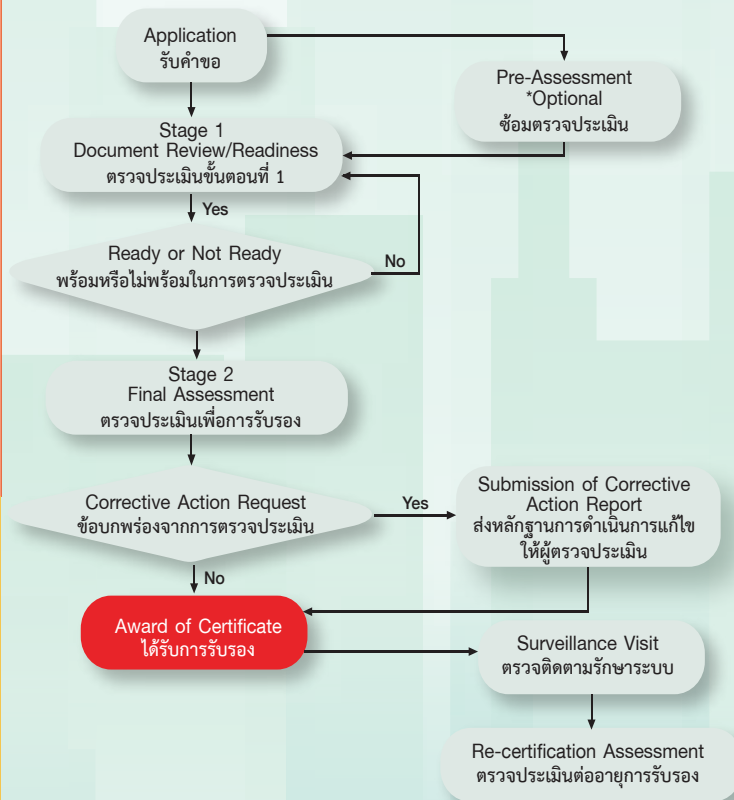 Application
รับคำขอ
Pre-Assessment
*Optional
ซ้อมตรวจประเมิน
Stage 1
Document Review/Readiness
ตรวจประเมินขั้นตอนที่ 1
Yes
Ready or Not Ready
พร้อมหรือไม่พร้อมในการตรวจประเมิน
No
Stage 2
Final Assessment
ตรวจประเมินเพื่อการรับรอง
Corrective Action Request
ข้อบกพร่องจากการตรวจประเมิน
Yes
Submission of Corrective
Action Report
ส่งหลักฐานการดำเนินการแก้ไข
ให้ผู้ตรวจประเมิน
No
Award of Certificate
ได้รับการรับรอง
Surveillance Visit
ตรวจติดตามรักษาระบบ
Re-certification Assessment
ตรวจประเมินต่ออายุการรับรอง